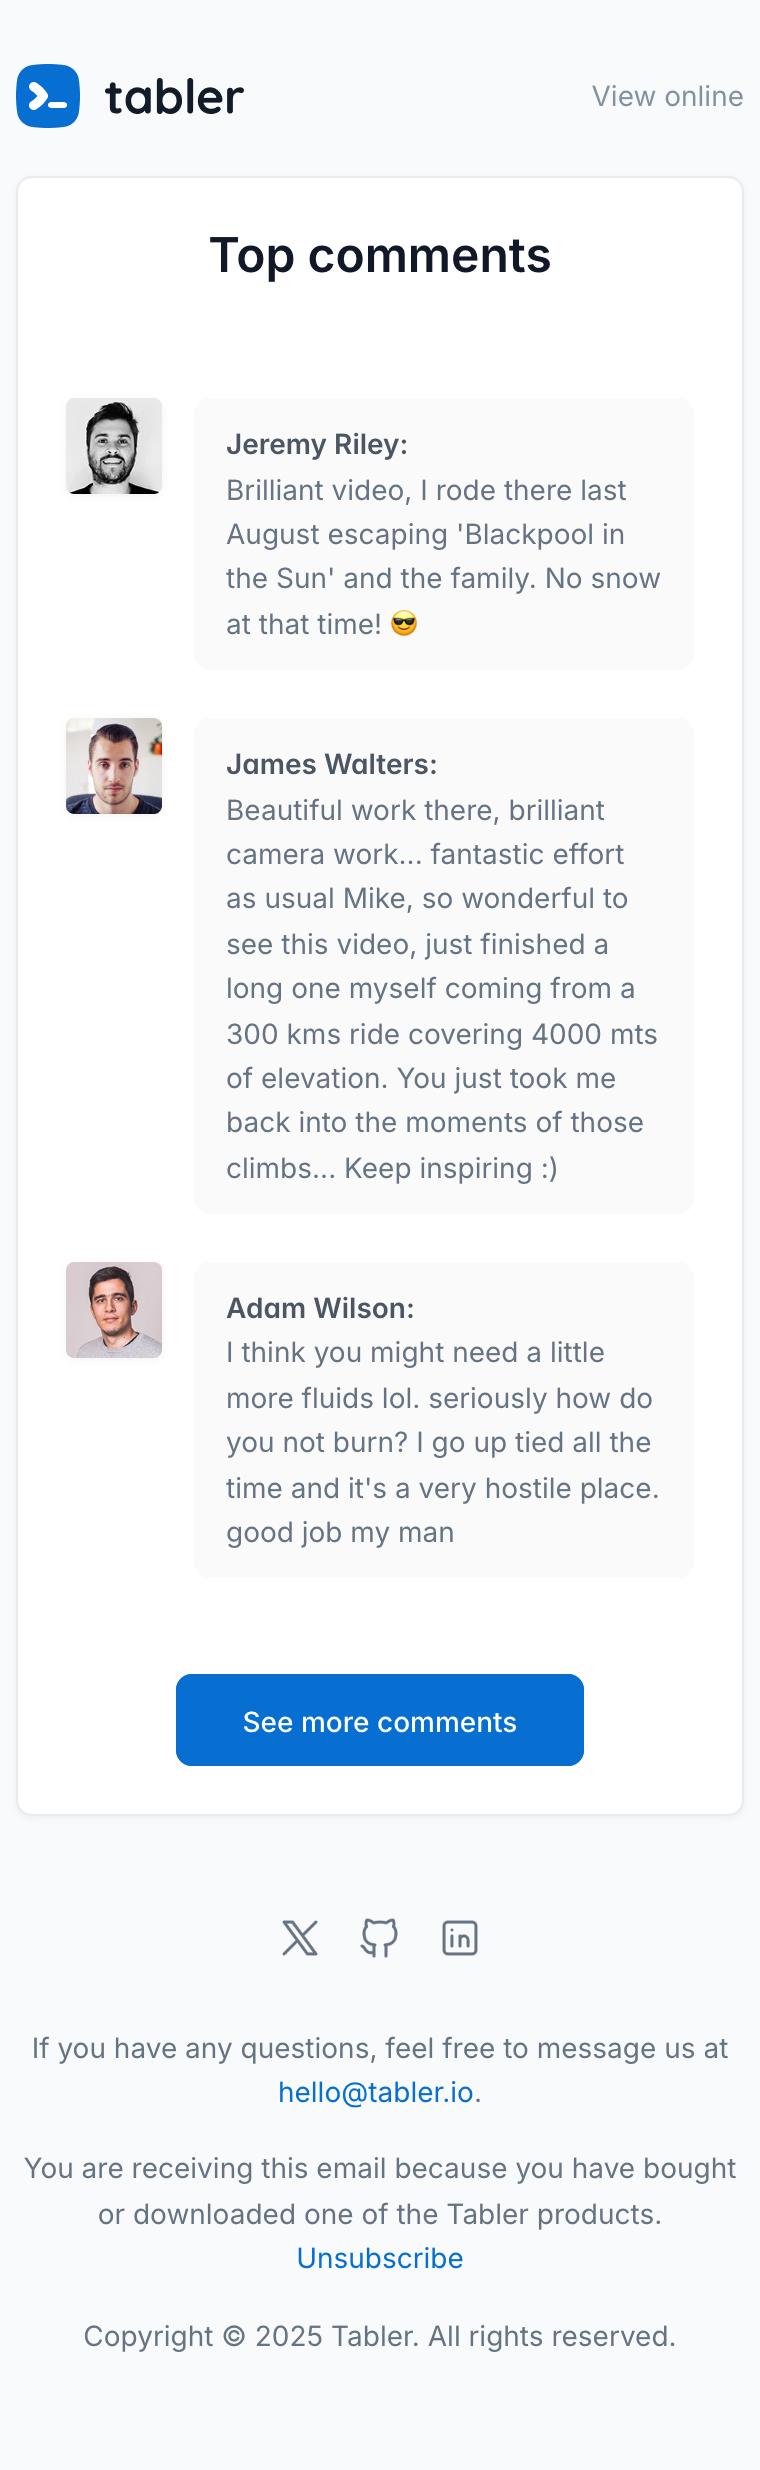 tabler
View online
Top comments
Jeremy Riley:
Brilliant video, I rode there last
August escaping 'Blackpool in
the Sun' and the family. No snow
at that time! 😎
James Walters:
Beautiful work there, brilliant
camera work... fantastic effort
as usual Mike, so wonderful to
see this video, just finished a
long one myself coming from a
300 kms ride covering 4000 mts
of elevation. You just took me
back into the moments of those
climbs... Keep inspiring :)
Adam Wilson:
I think you might need a little
more fluids lol. seriously how do
you not burn? I go up tied all the
time and it's a very hostile place.
good job my man
See more comments
If you have any questions, feel free to message us at
hello@tabler.io.
You are receiving this email because you have bought
or downloaded one of the Tabler products.
Unsubscribe
Copyright © 2025 Tabler. All rights reserved.